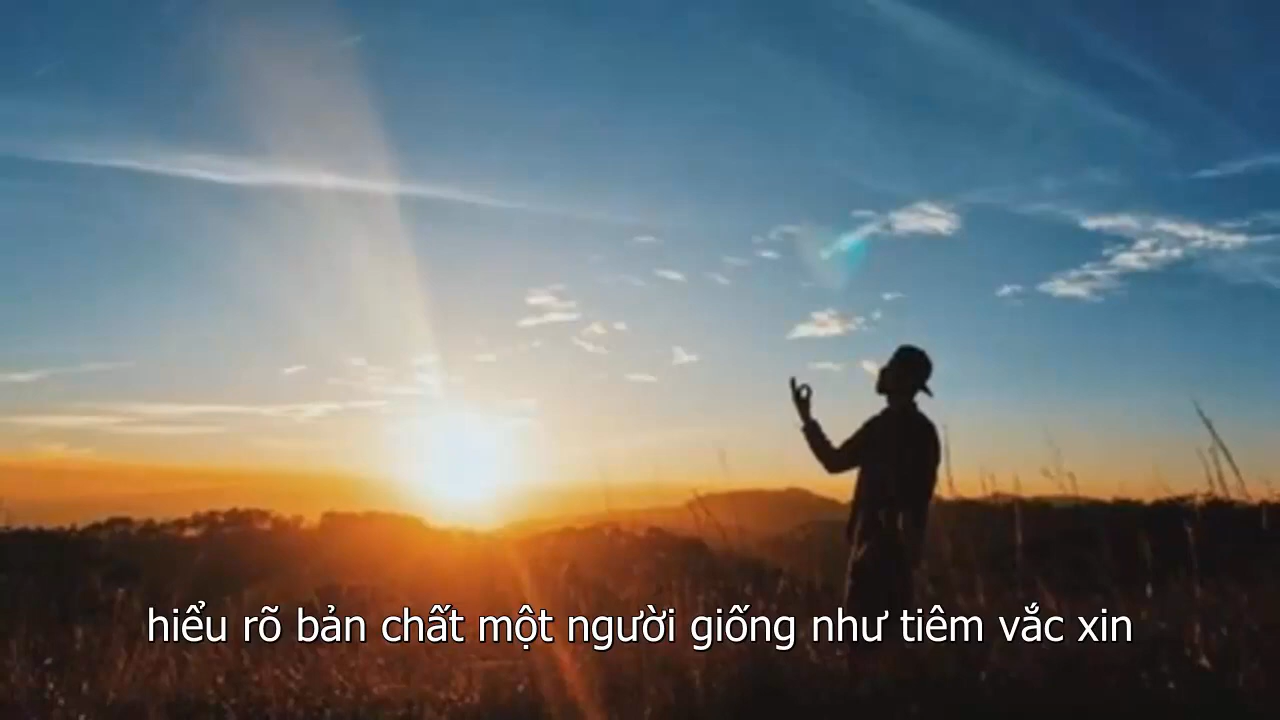 hiểu rõ bản chất một người giống như tiêm vắc xin